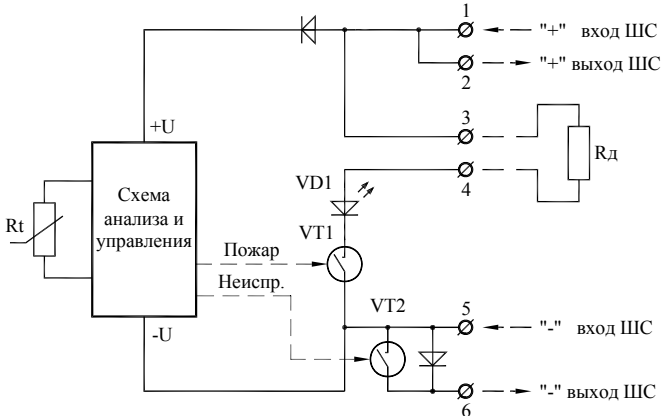 1
"+" вход ШС
"+" выход ШС
2
3
+U
Rд
4
VD1
Схема
анализа и
управления
Rt
VT1
Пожар
Неиспр.
VT2
5
-U
"-" вход ШС
"-" выход ШС
6